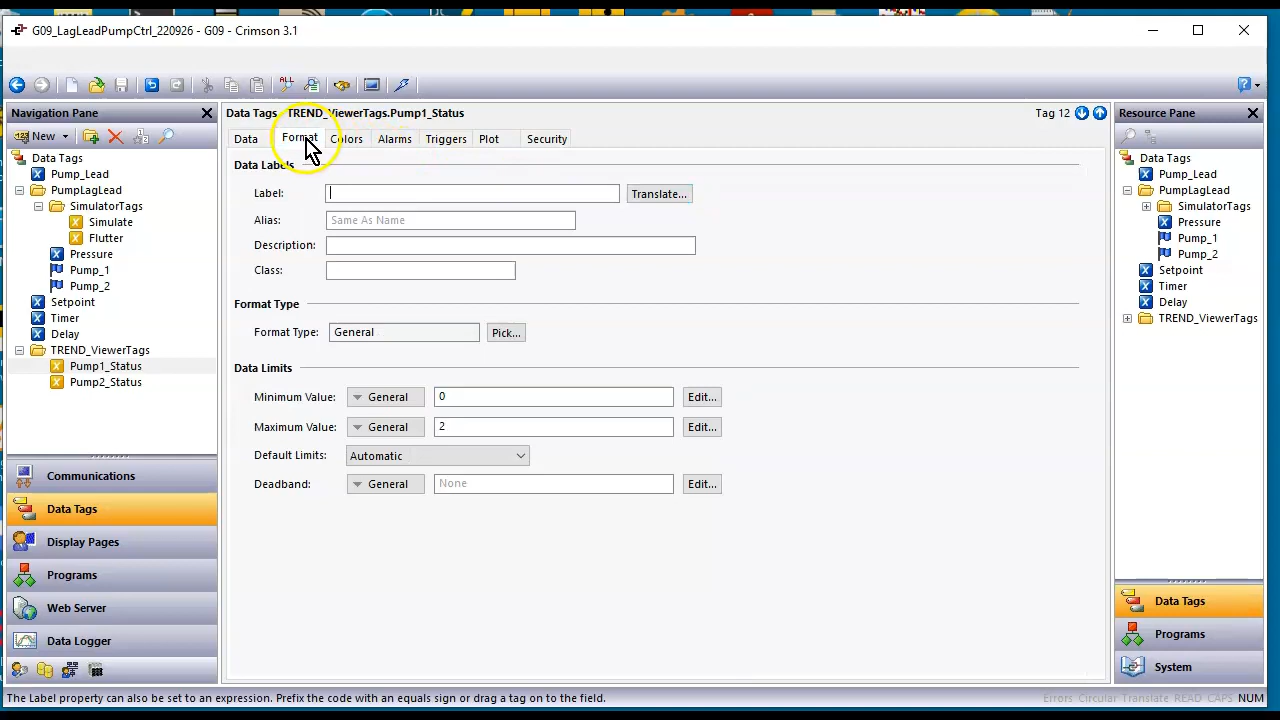 G09_LagLeadPumpCtrl_220926 - G09 - Crimson 3.1
Navigation Pane
New
Data Tags
Pump_Lead
PumpLagLead
SimulatorTags
Simulate
Flutter
Pressure
Pump_1
Pump_2
Setpoint
Timer
Delay
TREND_ViewerTags
Pump1_Status
Pump2_Status
Communications
Data Tags
Display Pages
Programs
Web Server
Data Logger
Data Tags TREND_ViewerTags.Pump1_Status Tag 12
Data Format Colors Alarms Triggers Plot Security
Data Labels
Label: Translate...
Alias: Same As Name
Description:
Class:
Format Type
Format Type: General Pick...
Data Limits
Minimum Value: General 0 Edit...
Maximum Value: General 2 Edit...
Default Limits: Automatic
Deadband: General None Edit...
Resource Pane
Data Tags
Pump_Lead
PumpLagLead
SimulatorTags
Pressure
Pump_1
Pump_2
Setpoint
Timer
Delay
TREND_ViewerTags
Data Tags
Programs
System
The Label property can also be set to an expression. Prefix the code with an equals sign or drag a tag on to the field.
Errors Circular Translate READ CAPS NUM